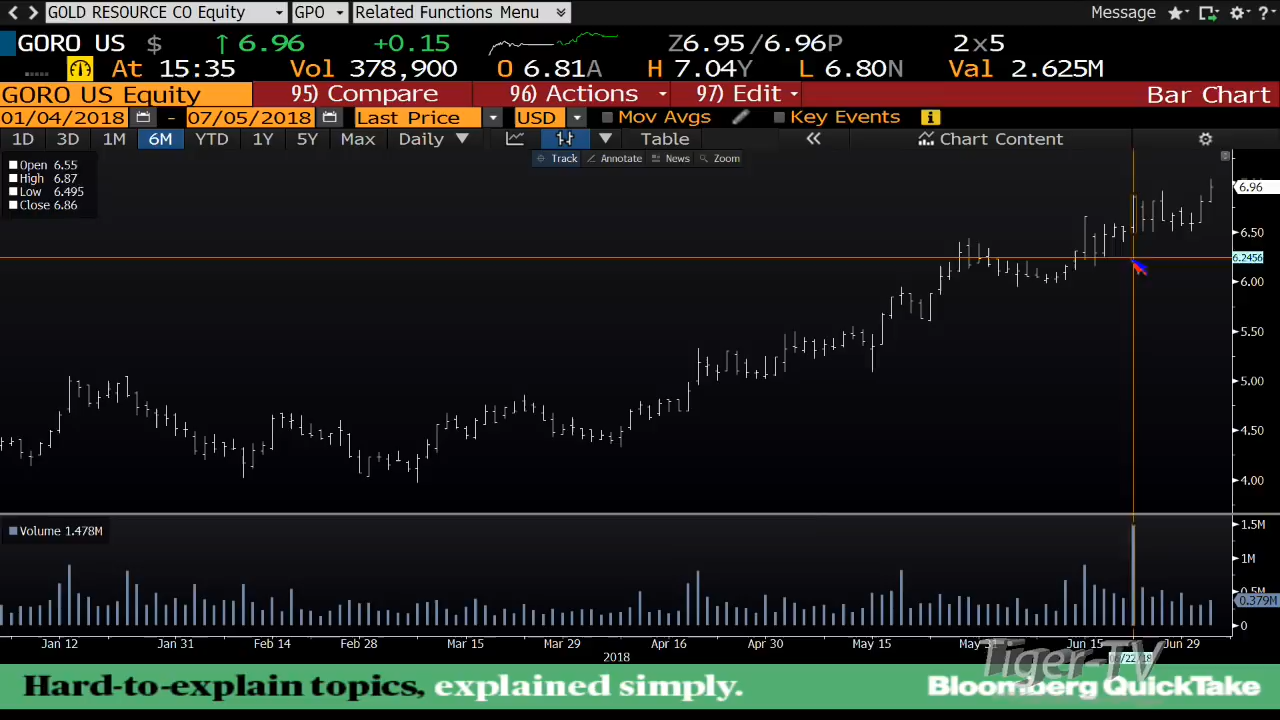 GOLD RESOURCE CO Equity GPO Related Functions Menu Message
GORO US $ ↑ 6.96 +0.15 Z6.95/6.96P 2x5
At 15:35 Vol 378,900 O 6.81A H 7.04Y L 6.80N Val 2.625M
GORO US Equity 95) Compare 96) Actions 97) Edit Bar Chart
01/04/2018 - 07/05/2018 Last Price USD Mov Avgs Key Events
1D 3D 1M 6M YTD 1Y 5Y Max Daily Table Chart Content
Track Annotate News Zoom
Open 6.55
High 6.87
Low 6.495
Close 6.86
6.96
6.50
6.2456
6.00
5.50
5.00
4.50
4.00
Volume 1.478M
1.5M
1M
0.5M
0.379M
0
Jan 12 Jan 31 Feb 14 Feb 28 Mar 15 Mar 29 Apr 16 Apr 30 May 15 May 31 Jun 15 Jun 29
2018
Tiger-TV
Hard-to-explain topics, explained simply. Bloomberg QuickTake